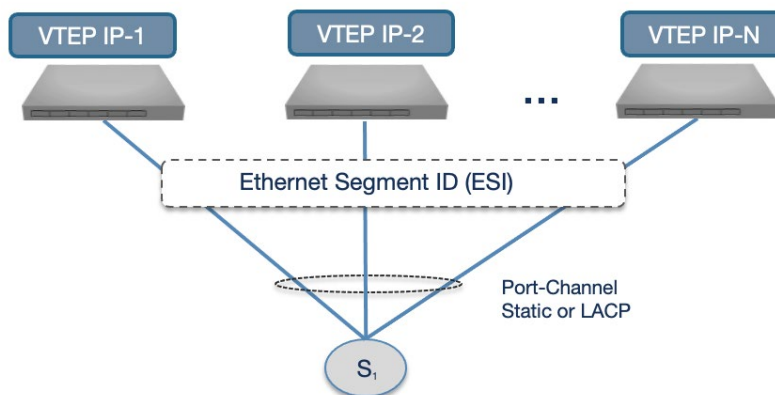 VTEP IP-1
VTEP IP-2
VTEP IP-N
...
Ethernet Segment ID (ESI)
Port-Channel
Static or LACP
S₁